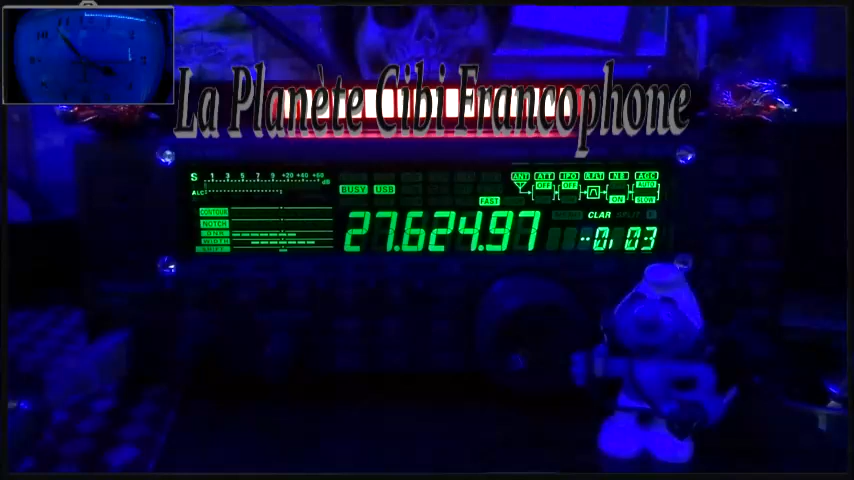 La Planète Cibi Francophone
S 1 3 5 7 9 +20 +40 +60 dB
ALC
BUSY USB
ANT ATT IPO R.FLT NB AGC
OFF OFF AUTO
ON SLOW
FAST
CONTOUR
NOTCH
DNR
WIDTH
SHIFT
CLAR SPLIT
27.624.97
-0.03